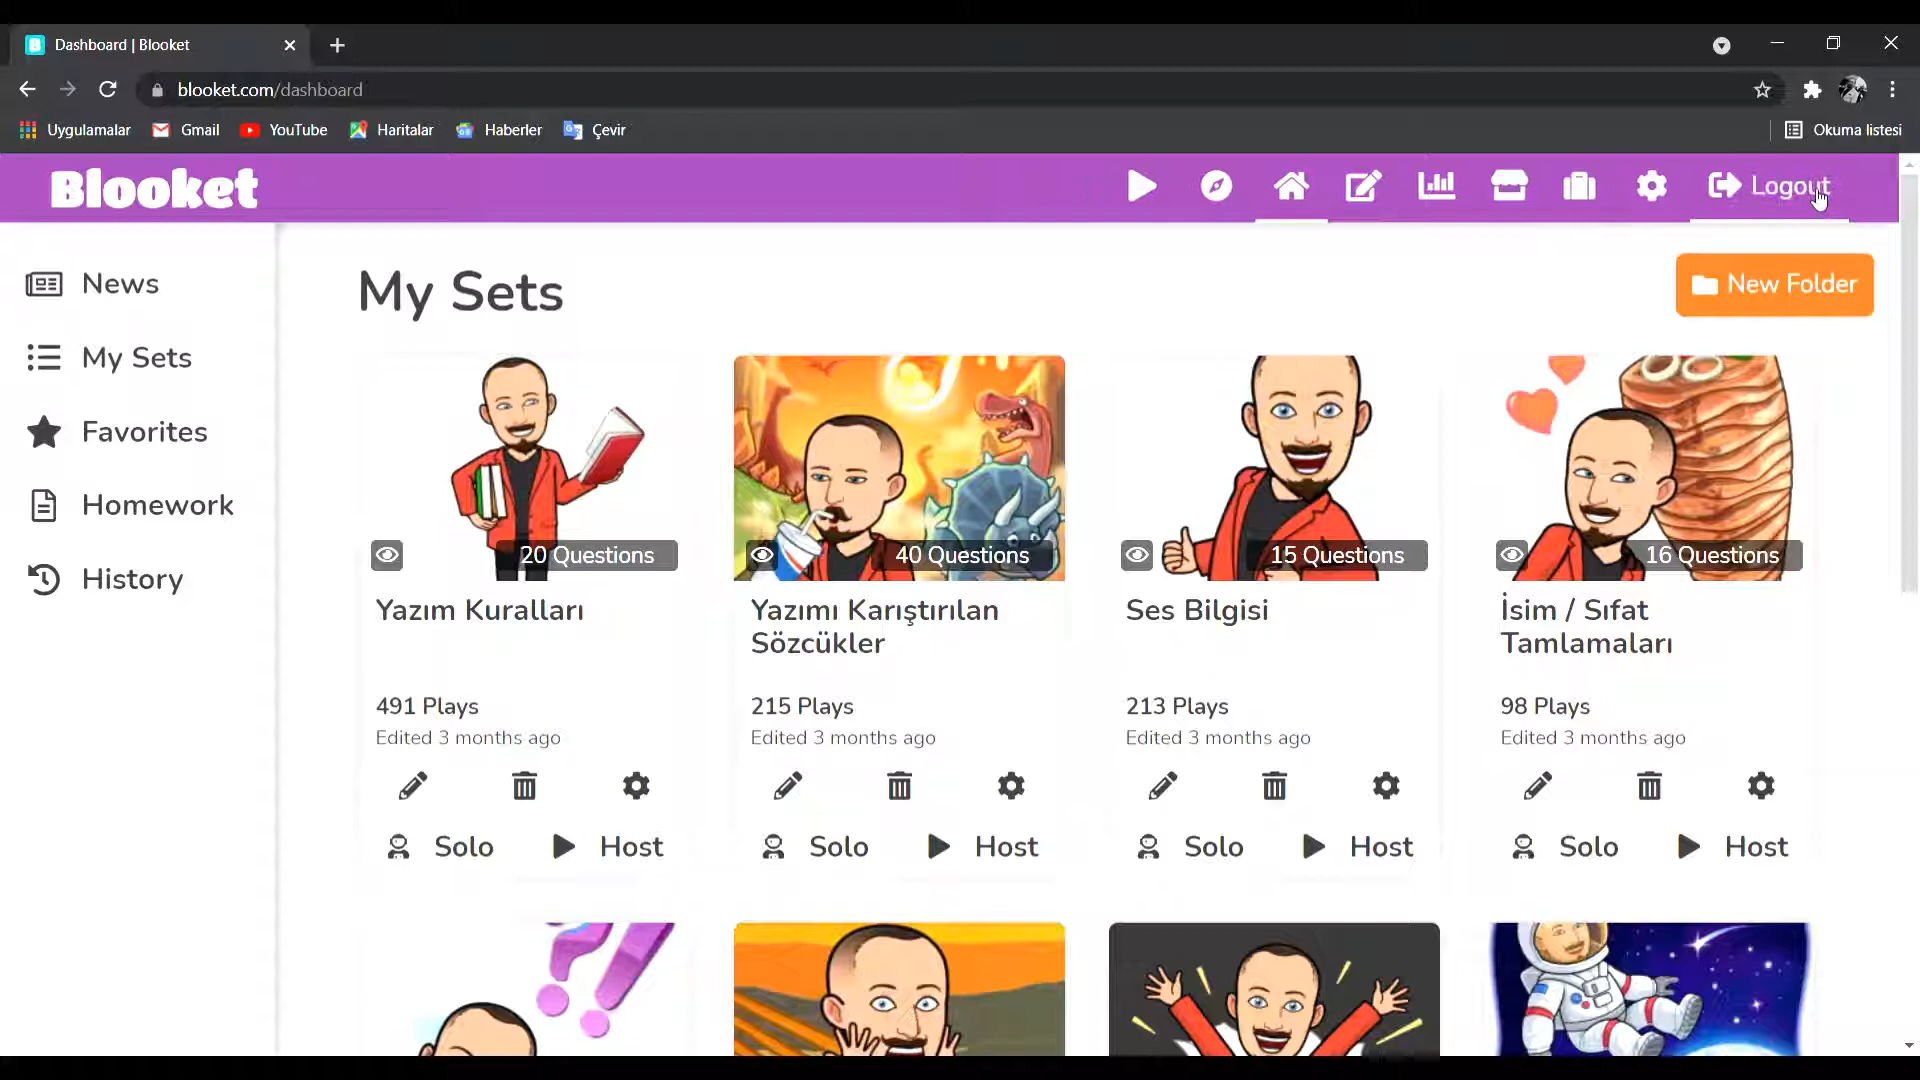 Dashboard | Blooket
blooket.com/dashboard
Uygulamalar Gmail YouTube Haritalar Haberler Çevir Okuma listesi
Blooket Logout
News
My Sets
Favorites
Homework
History
My Sets New Folder
20 Questions 40 Questions 15 Questions 16 Questions
Yazım Kuralları
Yazımı Karıştırılan
Sözcükler
Ses Bilgisi
İsim / Sıfat
Tamlamaları
491 Plays 215 Plays 213 Plays 98 Plays
Edited 3 months ago Edited 3 months ago Edited 3 months ago Edited 3 months ago
Solo Host Solo Host Solo Host Solo Host